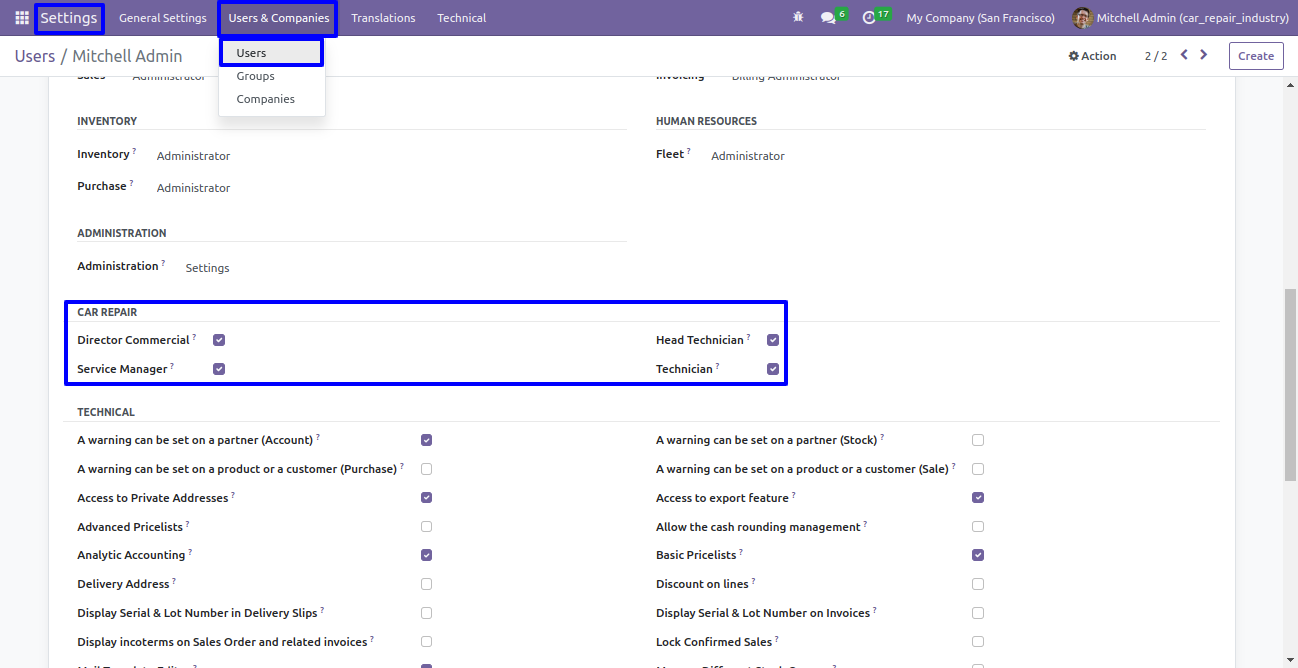 Settings General Settings Users & Companies Translations Technical 6 17 My Company (San Francisco) Mitchell Admin (car_repair_industry)
Users / Mitchell Admin Action 2 / 2 Create
Users
Groups
Companies
Sales Administrator Invoicing Billing Administrator
INVENTORY HUMAN RESOURCES
Inventory ? Administrator Fleet ? Administrator
Purchase ? Administrator
ADMINISTRATION
Administration ? Settings
CAR REPAIR
Director Commercial ? Head Technician ?
Service Manager ? Technician ?
TECHNICAL
A warning can be set on a partner (Account) ? A warning can be set on a partner (Stock) ?
A warning can be set on a product or a customer (Purchase) ? A warning can be set on a product or a customer (Sale) ?
Access to Private Addresses ? Access to export feature ?
Advanced Pricelists ? Allow the cash rounding management ?
Analytic Accounting ? Basic Pricelists ?
Delivery Address ? Discount on lines ?
Display Serial & Lot Number in Delivery Slips ? Display Serial & Lot Number on Invoices ?
Display incoterms on Sales Order and related invoices ? Lock Confirmed Sales ?